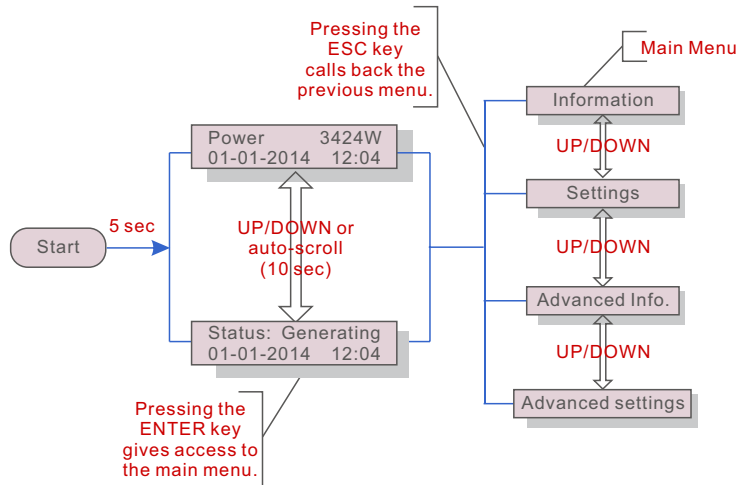 Pressing the
ESC key
calls back the
previous menu.
Main Menu
Information
UP/DOWN
Settings
UP/DOWN
Advanced Info.
UP/DOWN
Advanced settings
Power 3424W
01-01-2014 12:04
UP/DOWN or
auto-scroll
(10 sec)
Start
5 sec
Status: Generating
01-01-2014 12:04
Pressing the
ENTER key
gives access to
the main menu.